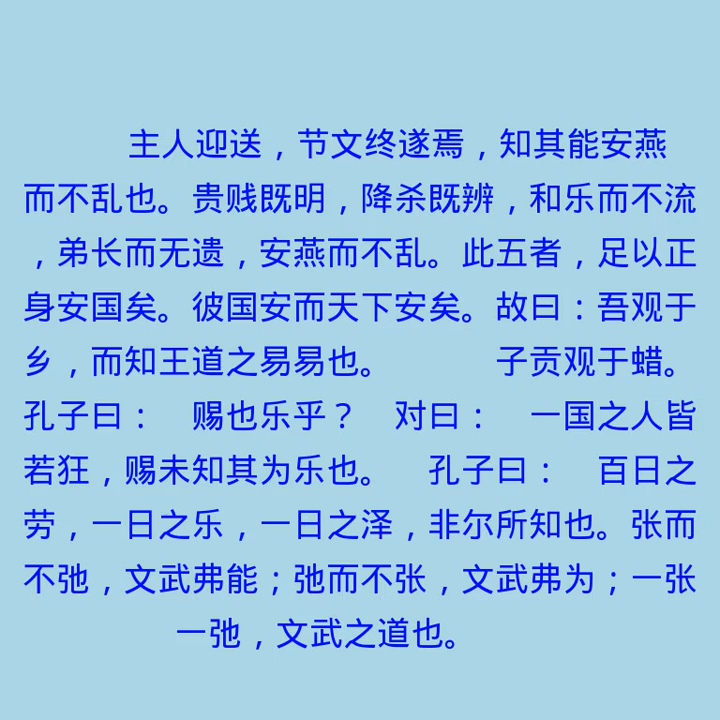 主人迎送，节文终遂焉，知其能安燕
而不乱也。贵贱既明，降杀既辨，和乐而不流
，弟长而无遗，安燕而不乱。此五者，足以正
身安国矣。彼国安而天下安矣。故曰：吾观于
乡，而知王道之易易也。　　　子贡观于蜡。
孔子曰：　赐也乐乎？　对曰：　一国之人皆
若狂，赐未知其为乐也。　孔子曰：　百日之
劳，一日之乐，一日之泽，非尔所知也。张而
不弛，文武弗能；弛而不张，文武弗为；一张
一弛，文武之道也。